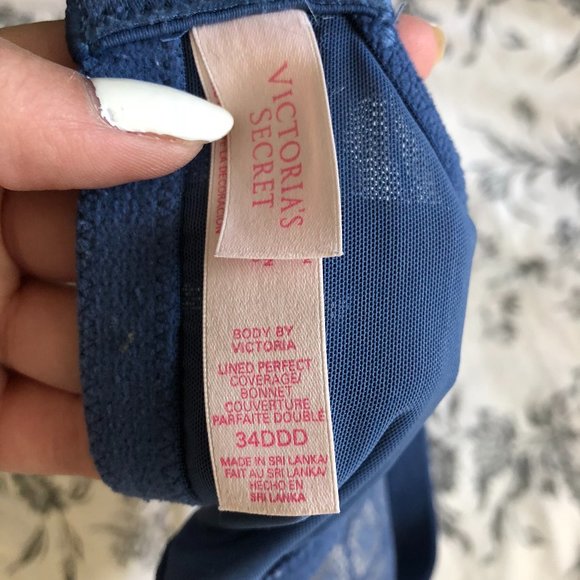 VICTORIA'S
SECRET
DECORACIÓN
BODY BY
VICTORIA
LINED PERFECT
COVERAGE/
BONNET
COUVERTURE
PARFAITE DOUBLÉ
34DDD
MADE IN SRI LANKA/
FAIT AU SRI LANKA/
HECHO EN
SRI LANKA